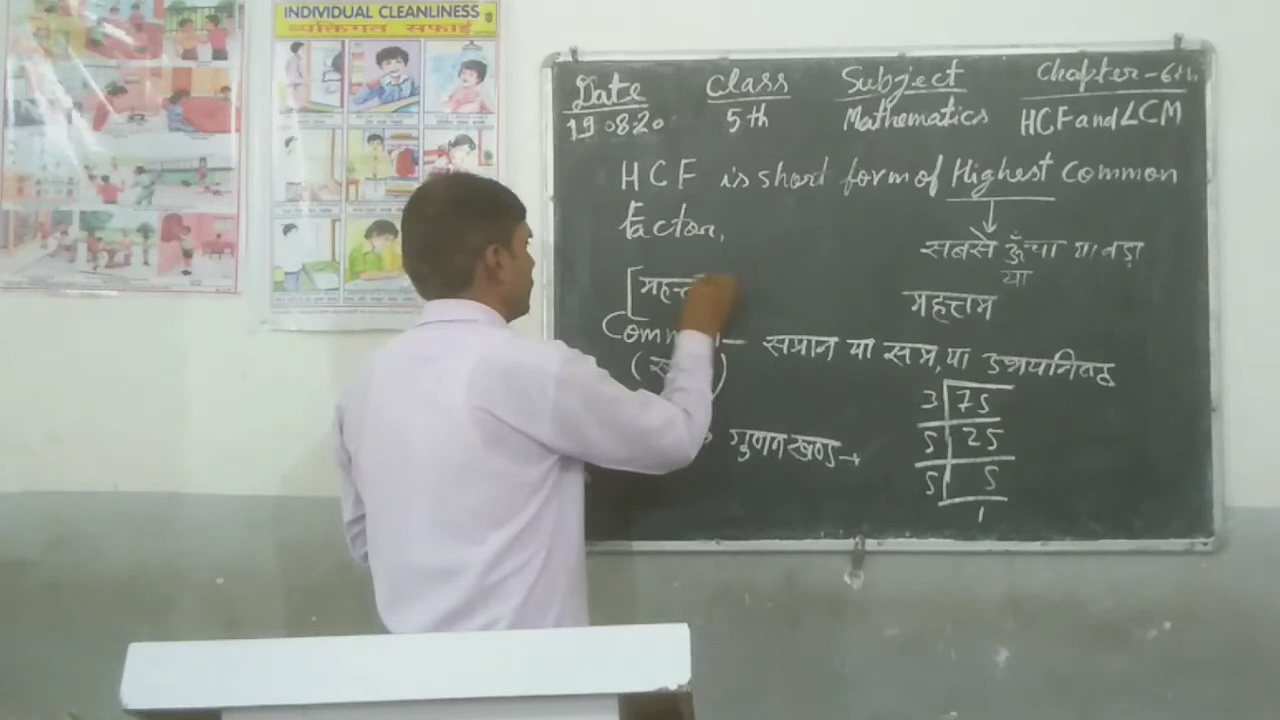 INDIVIDUAL CLEANLINESS
व्यक्तिगत सफाई
Date Class Subject Chapter-6th
19 08 20 5th Mathematics HCF and LCM
HCF is short form of Highest Common
Factor,
सबसे ऊँचा या बड़ा
या
महत्तम
समान या सम, या उभयनिष्ठ
गुणनखण्ड →
3 75
5 25
5 5
1